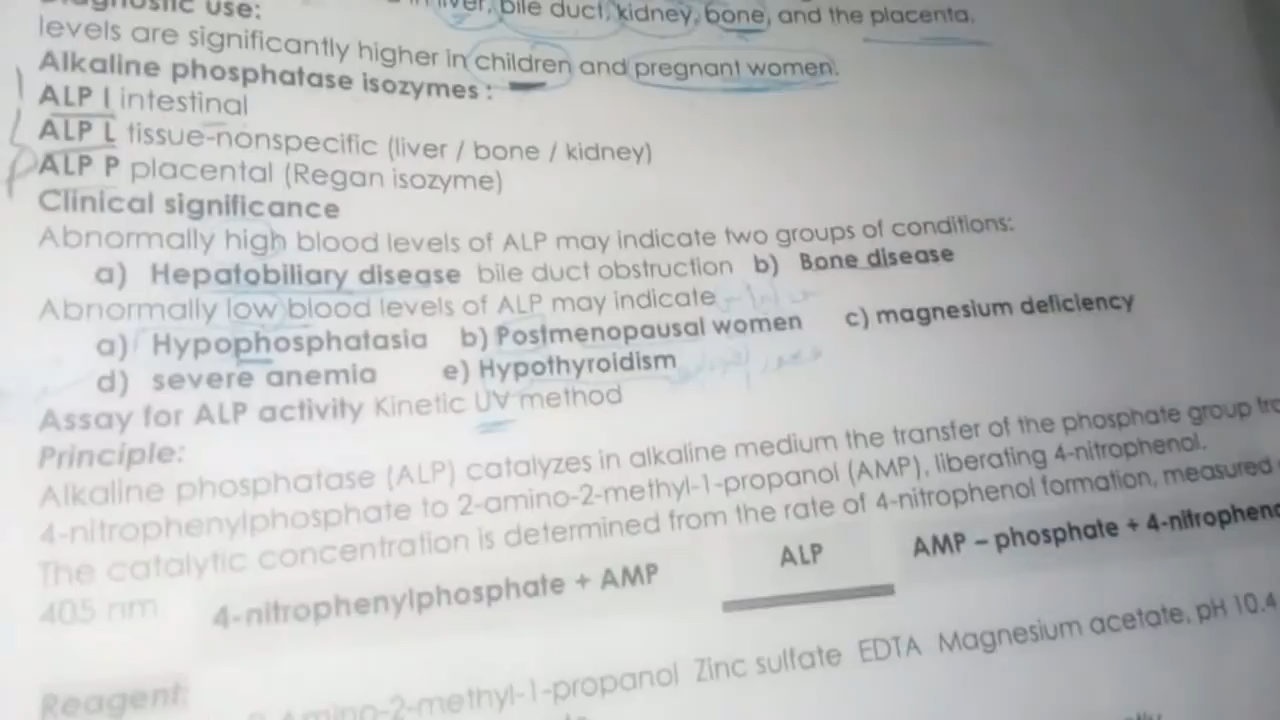 use:
liver, bile duct, kidney, bone, and the placenta.
levels are significantly higher in children and pregnant women.
Alkaline phosphatase isozymes :
ALP I intestinal
ALP L tissue-nonspecific (liver / bone / kidney)
ALP P placental (Regan isozyme)
Clinical significance
Abnormally high blood levels of ALP may indicate two groups of conditions:
a) Hepatobiliary disease bile duct obstruction b) Bone disease
Abnormally low blood levels of ALP may indicate
a) Hypophosphatasia b) Postmenopausal women c) magnesium deficiency
d) severe anemia e) Hypothyroidism
Assay for ALP activity Kinetic UV method
Principle:
Alkaline phosphatase (ALP) catalyzes in alkaline medium the transfer of the phosphate group
4-nitrophenylphosphate to 2-amino-2-methyl-1-propanol (AMP), liberating 4-nitrophenol.
The catalytic concentration is determined from the rate of 4-nitrophenol formation, measured
405 nm
4-nitrophenylphosphate + AMP ALP AMP – phosphate + 4-nitropheno
Reagent:
2-Amino-2-methyl-1-propanol Zinc sulfate EDTA Magnesium acetate, pH 10.4